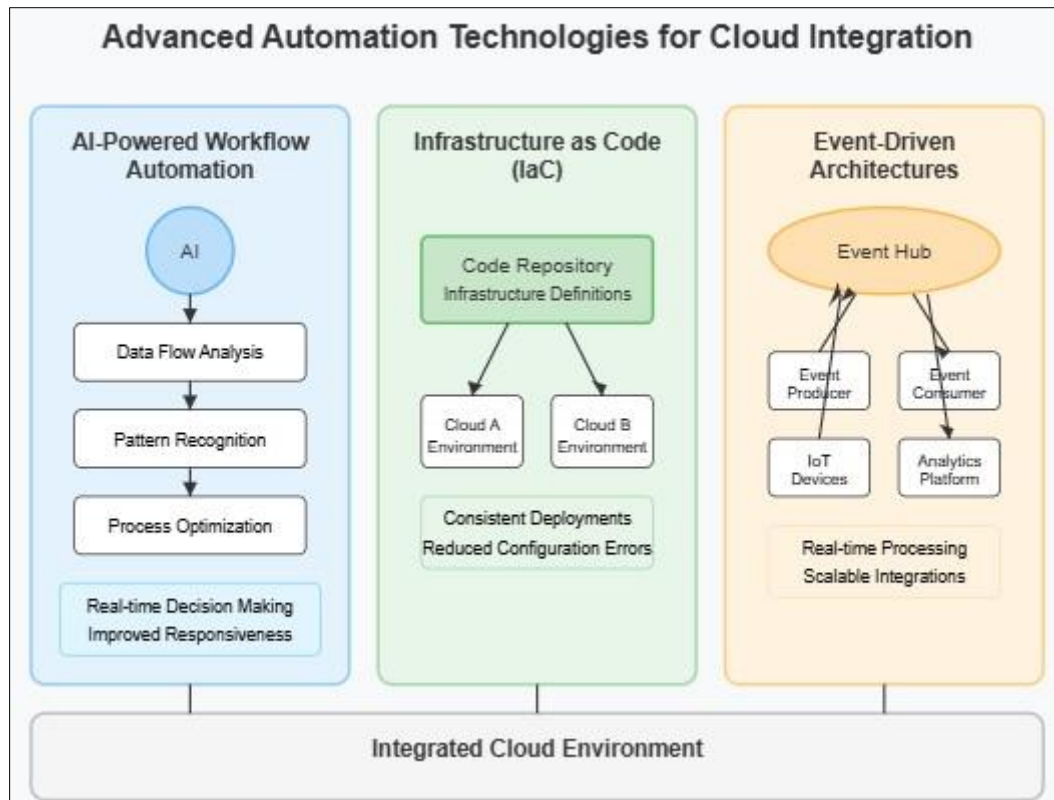 Advanced Automation Technologies for Cloud Integration
AI-Powered Workflow
Automation
AI
Data Flow Analysis
Pattern Recognition
Process Optimization
Real-time Decision Making
Improved Responsiveness
Infrastructure as Code
(IaC)
Code Repository
Infrastructure Definitions
Cloud A
Environment
Cloud B
Environment
Consistent Deployments
Reduced Configuration Errors
Event-Driven
Architectures
Event Hub
Event
Producer
Event
Consumer
IoT
Devices
Analytics
Platform
Real-time Processing
Scalable Integrations
Integrated Cloud Environment